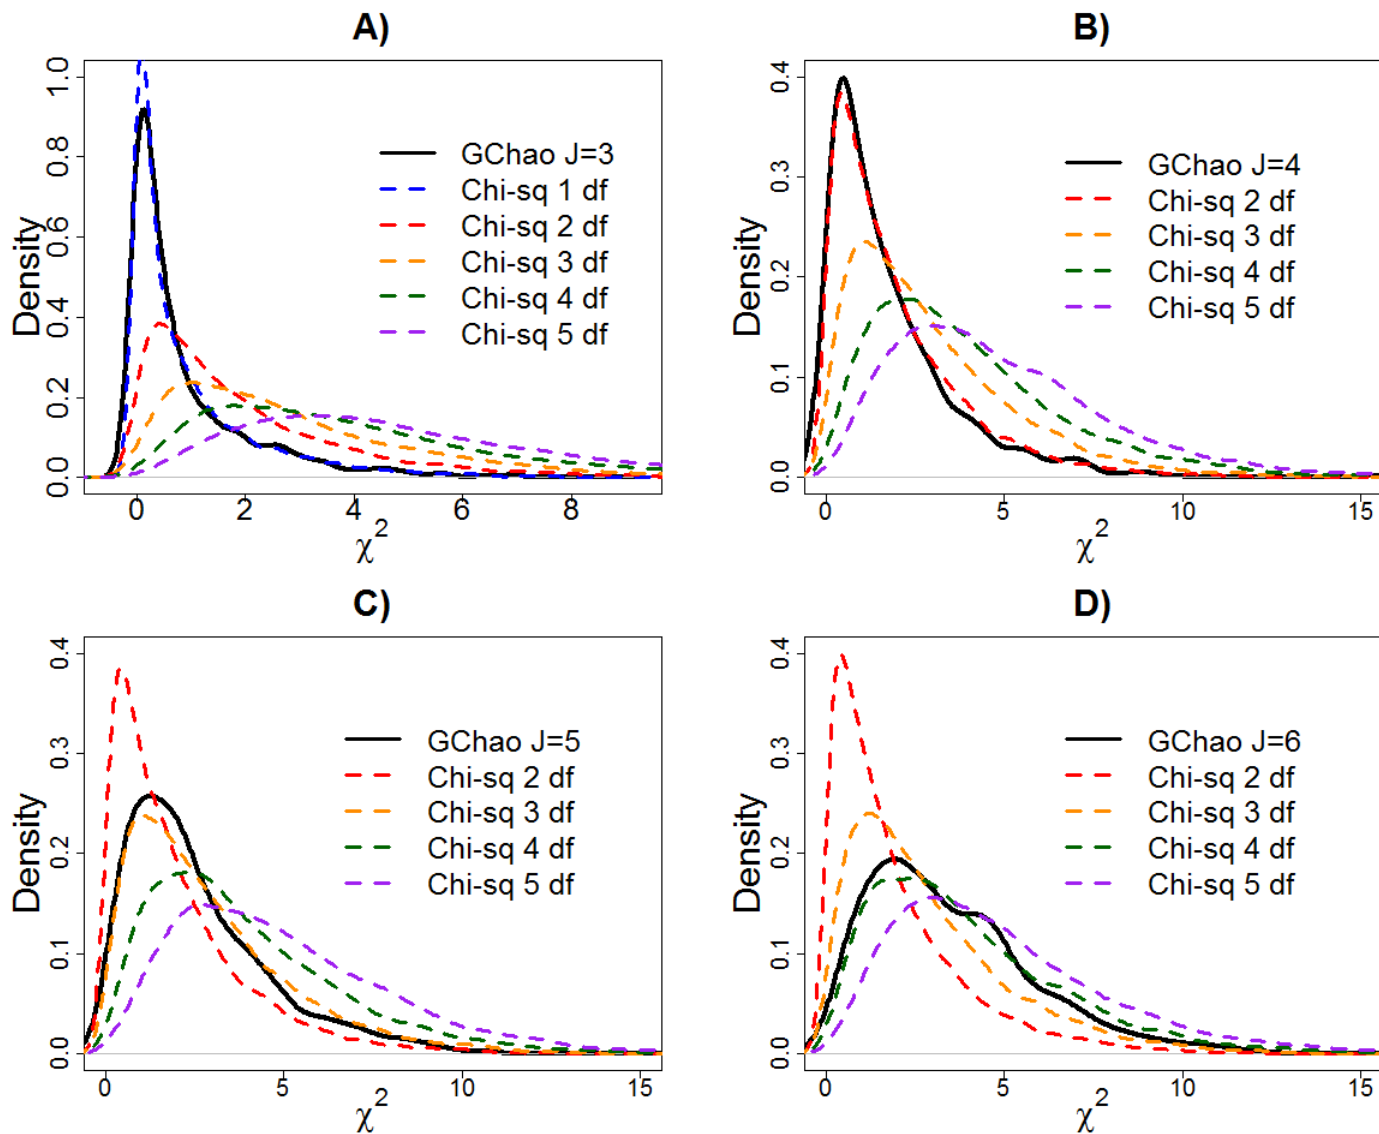 A)
Density
1.0
0.8
0.6
0.4
0.2
0.0
GChao J=3
Chi-sq 1 df
Chi-sq 2 df
Chi-sq 3 df
Chi-sq 4 df
Chi-sq 5 df
0 2 4 6 8
χ²
B)
Density
0.4
0.3
0.2
0.1
0.0
GChao J=4
Chi-sq 2 df
Chi-sq 3 df
Chi-sq 4 df
Chi-sq 5 df
0 5 10 15
χ²
C)
Density
0.4
0.3
0.2
0.1
0.0
GChao J=5
Chi-sq 2 df
Chi-sq 3 df
Chi-sq 4 df
Chi-sq 5 df
0 5 10 15
χ²
D)
Density
0.4
0.3
0.2
0.1
0.0
GChao J=6
Chi-sq 2 df
Chi-sq 3 df
Chi-sq 4 df
Chi-sq 5 df
0 5 10 15
χ²